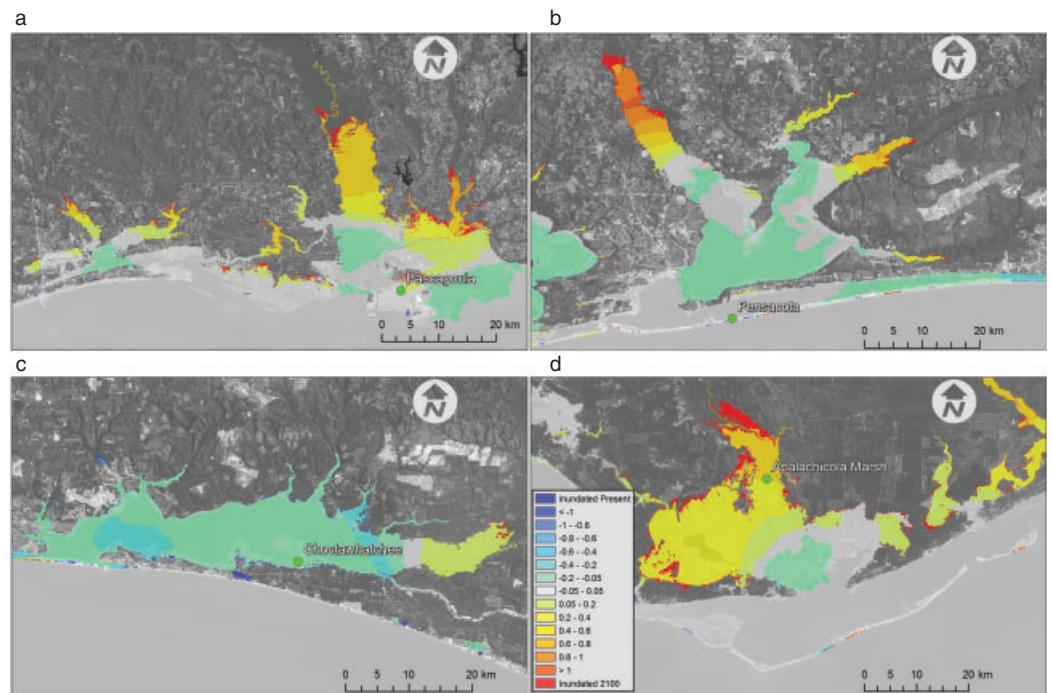 a
b
N
N
Pascagoula
0 5 10 20 km
Pensacola
0 5 10 20 km
c
d
N
N
Apalachicola Marsh
Choctawhatchee
Inundated Present
< -1
-1 - -0.8
-0.8 - -0.6
-0.6 - -0.4
-0.4 - -0.2
-0.2 - -0.05
-0.05 - 0.05
0.05 - 0.2
0.2 - 0.4
0.4 - 0.6
0.6 - 0.8
0.8 - 1
> 1
Inundated 2100
0 5 10 20 km
0 5 10 20 km